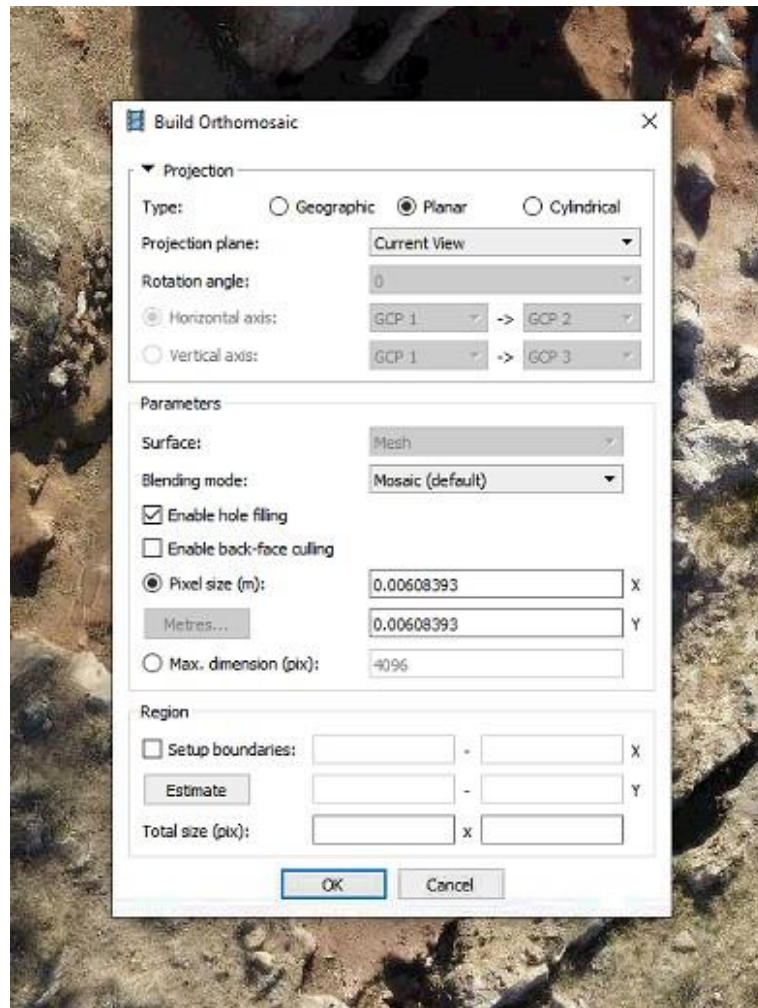 Build Orthomosaic
Projection
Type: Geographic Planar Cylindrical
Projection plane: Current View
Rotation angle: 0
Horizontal axis: GCP 1 -> GCP 2
Vertical axis: GCP 1 -> GCP 3
Parameters
Surface: Mesh
Blending mode: Mosaic (default)
Enable hole filling
Enable back-face culling
Pixel size (m): 0.00608393 X
Metres... 0.00608393 Y
Max. dimension (pix): 4096
Region
Setup boundaries: - X
Estimate - Y
Total size (pix): x
OK Cancel